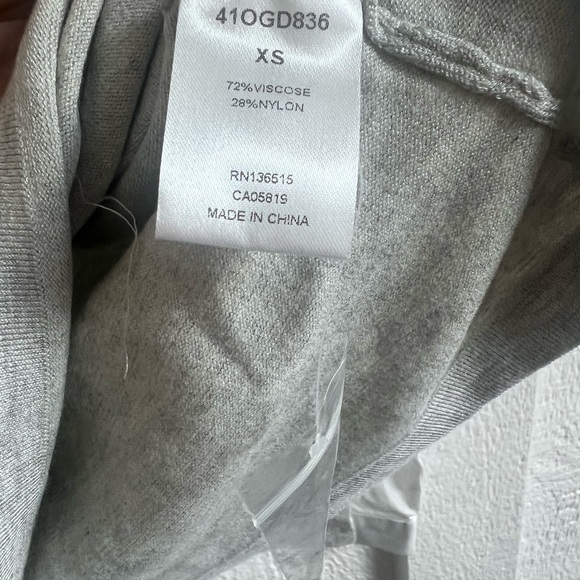 41OGD836
XS
72%VISCOSE
28%NYLON
RN136515
CA05819
MADE IN CHINA